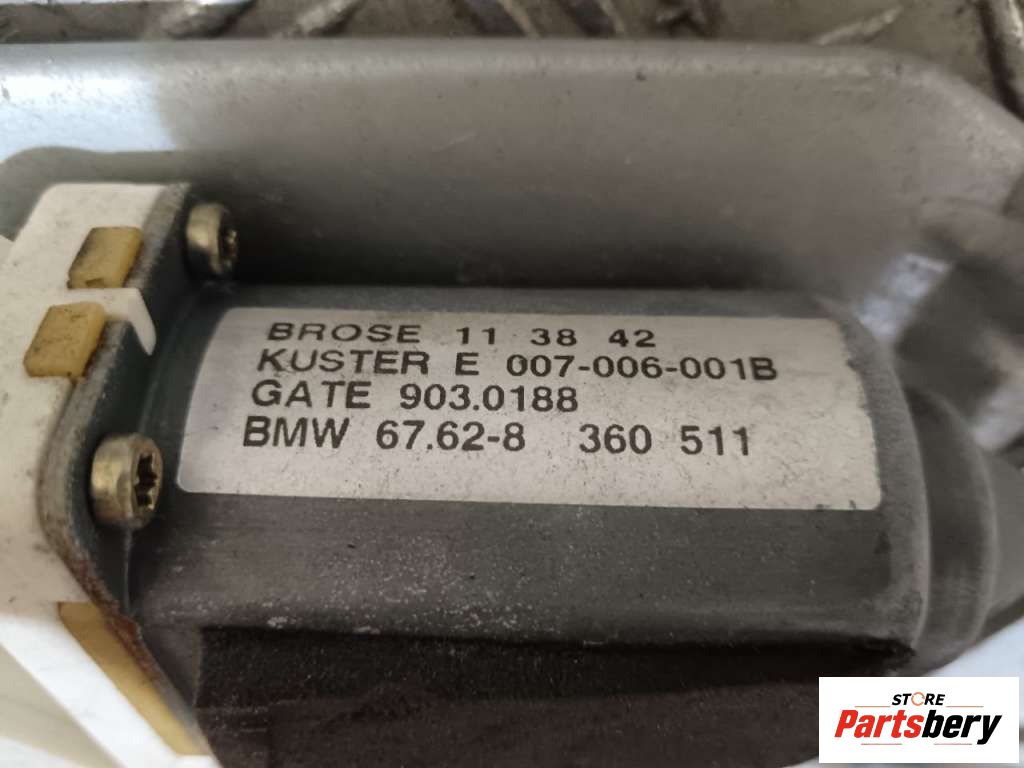 BROSE 11 38 42
KUSTER E 007-006-001B
GATE 903.0188
BMW 67.62-8 360 511
STORE
Partsbery